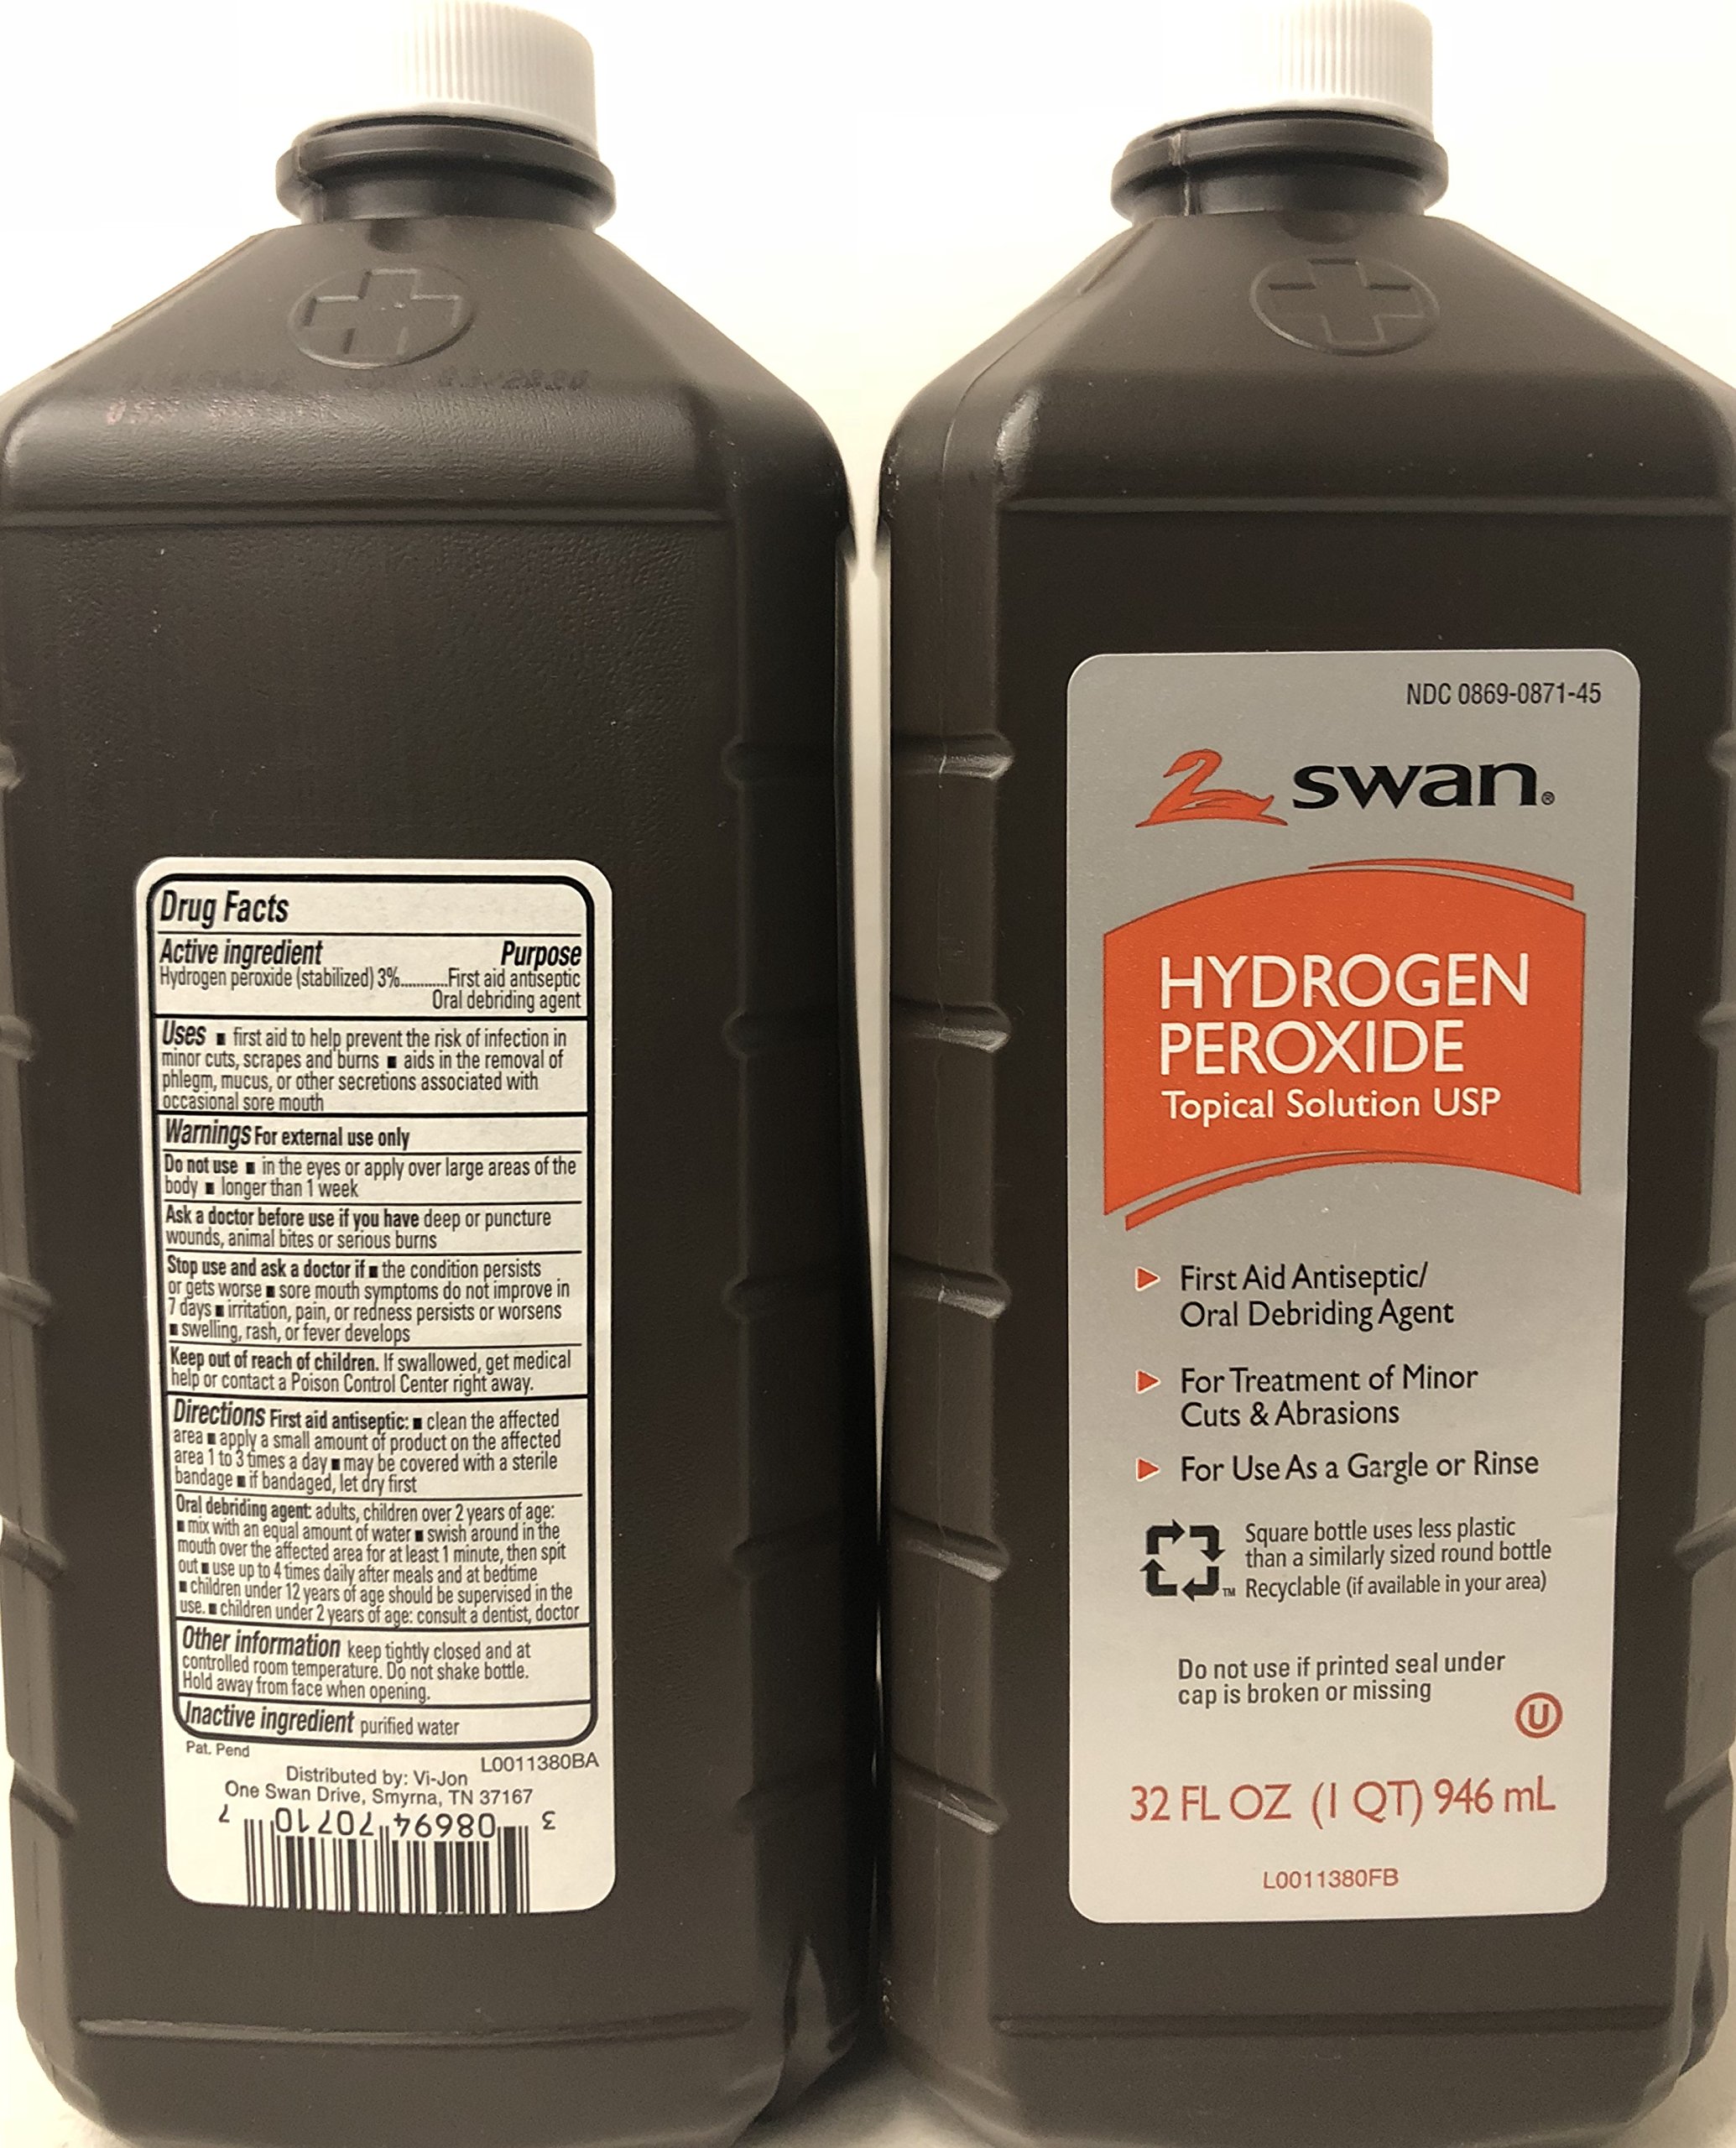 Drug Facts
Active ingredient Purpose
Hydrogen peroxide (stabilized) 3%............First aid antiseptic
Oral debriding agent
Uses ■ first aid to help prevent the risk of infection in
minor cuts, scrapes and burns ■ aids in the removal of
phlegm, mucus, or other secretions associated with
occasional sore mouth
Warnings For external use only
Do not use ■ in the eyes or apply over large areas of the
body ■ longer than 1 week
Ask a doctor before use if you have deep or puncture
wounds, animal bites or serious burns
Stop use and ask a doctor if ■ the condition persists
or gets worse ■ sore mouth symptoms do not improve in
7 days ■ irritation, pain, or redness persists or worsens
■ swelling, rash, or fever develops
Keep out of reach of children. If swallowed, get medical
help or contact a Poison Control Center right away.
Directions First aid antiseptic: ■ clean the affected
area ■ apply a small amount of product on the affected
area 1 to 3 times a day ■ may be covered with a sterile
bandage ■ if bandaged, let dry first
Oral debriding agent: adults, children over 2 years of age:
■ mix with an equal amount of water ■ swish around in the
mouth over the affected area for at least 1 minute, then spit
out ■ use up to 4 times daily after meals and at bedtime
■ children under 12 years of age should be supervised in the
use. ■ children under 2 years of age: consult a dentist, doctor
Other information keep tightly closed and at
controlled room temperature. Do not shake bottle.
Hold away from face when opening.
Inactive ingredient purified water
Pat. Pend
L0011380BA
Distributed by: Vi-Jon
One Swan Drive, Smyrna, TN 37167
3 08694 70710 7
NDC 0869-0871-45
swan®
HYDROGEN
PEROXIDE
Topical Solution USP
First Aid Antiseptic/
Oral Debriding Agent
For Treatment of Minor
Cuts & Abrasions
For Use As a Gargle or Rinse
Square bottle uses less plastic
than a similarly sized round bottle
™ Recyclable (if available in your area)
Do not use if printed seal under
cap is broken or missing
U
32 FL OZ (1 QT) 946 mL
L0011380FB